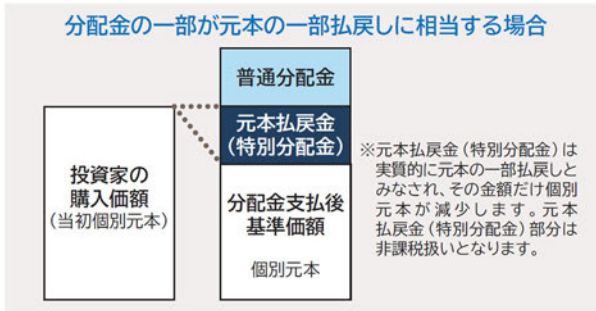 分配金の一部が元本の一部払戻しに相当する場合
普通分配金
元本払戻金
(特別分配金)
投資家の
購入価額
(当初個別元本)
分配金支払後
基準価額
個別元本
※元本払戻金(特別分配金)は
実質的に元本の一部払戻しと
みなされ、その金額だけ個別
元本が減少します。元本
払戻金(特別分配金)部分は
非課税扱いとなります。